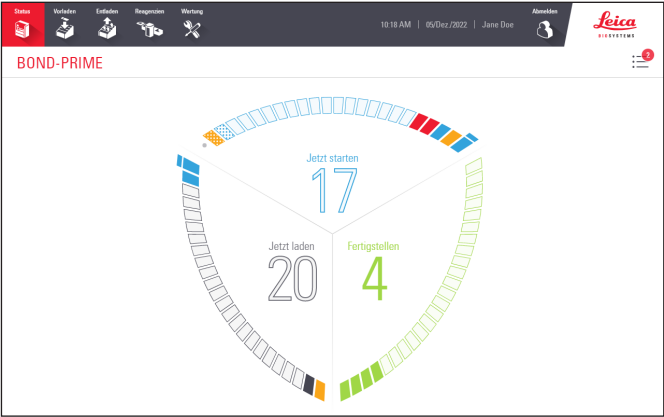 Status
Vorladen
Entladen
Reagenzien
Wartung
10:18 AM | 05/Dez/2022 | Jane Doe
Abmelden
Leica
BIOSYSTEMS
BOND-PRIME
2
Jetzt starten
17
Jetzt laden
20
Fertigstellen
4